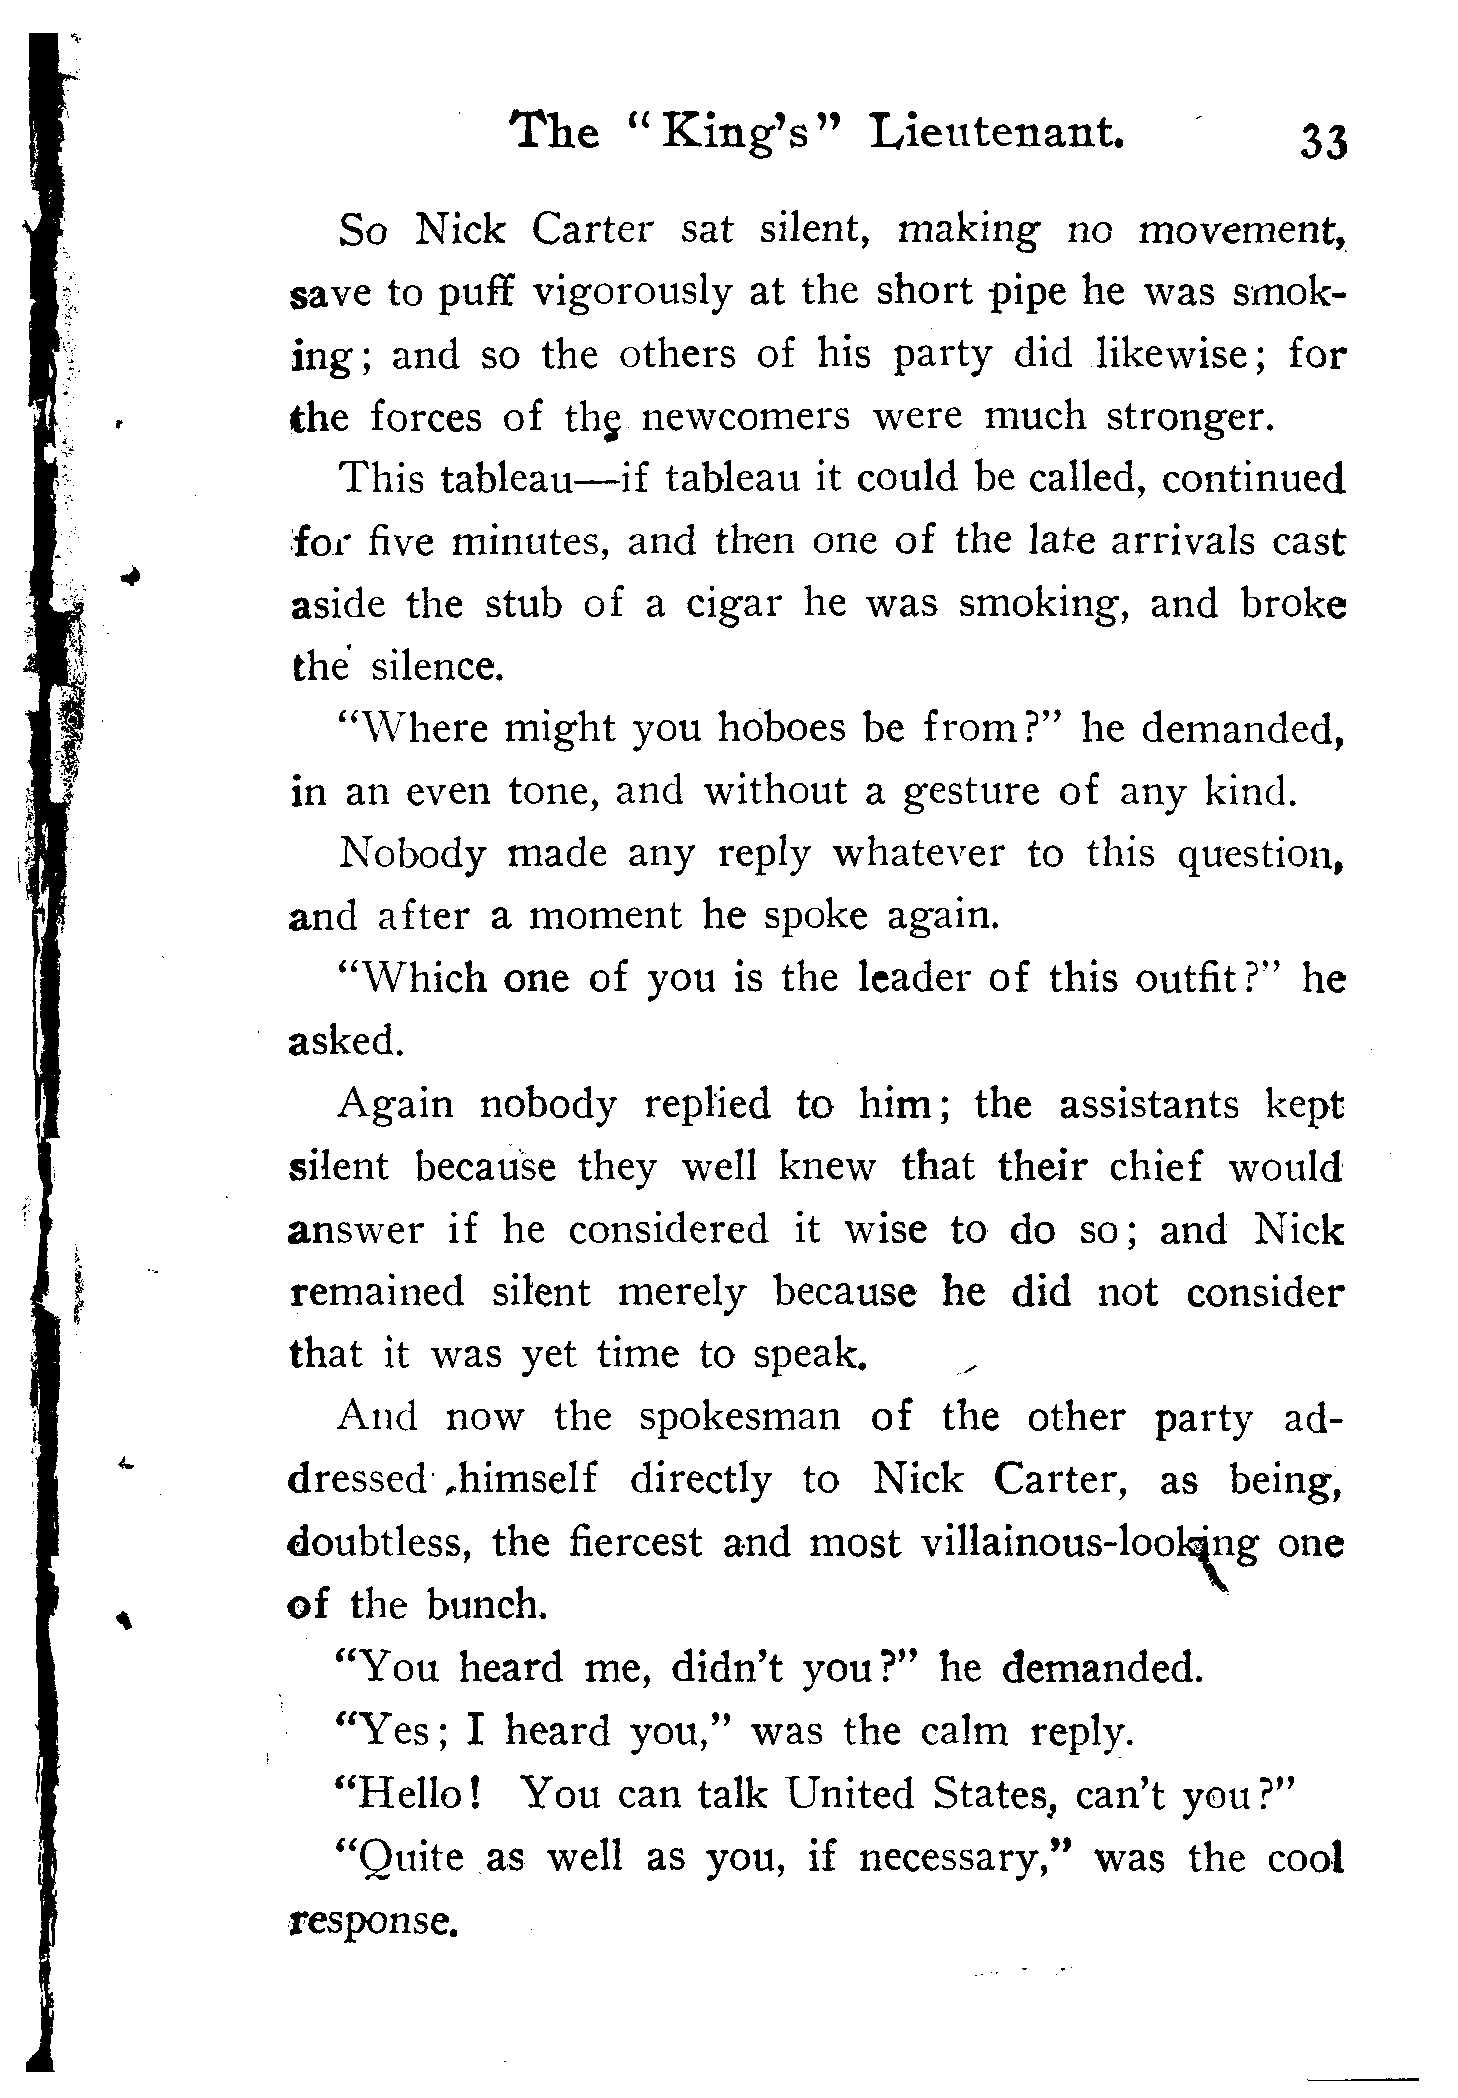 The "King's" Lieutenant. 33
So Nick Carter sat silent, making no movement,
save to puff vigorously at the short pipe he was smok-
ing; and so the others of his party did likewise; for
the forces of the newcomers were much stronger.
This tableau—if tableau it could be called, continued
for five minutes, and then one of the late arrivals cast
aside the stub of a cigar he was smoking, and broke
the silence.
"Where might you hoboes be from?" he demanded,
in an even tone, and without a gesture of any kind.
Nobody made any reply whatever to this question,
and after a moment he spoke again.
"Which one of you is the leader of this outfit?" he
asked.
Again nobody replied to him; the assistants kept
silent because they well knew that their chief would
answer if he considered it wise to do so; and Nick
remained silent merely because he did not consider
that it was yet time to speak.
And now the spokesman of the other party ad-
dressed himself directly to Nick Carter, as being,
doubtless, the fiercest and most villainous-looking one
of the bunch.
"You heard me, didn't you?" he demanded.
"Yes; I heard you," was the calm reply.
"Hello! You can talk United States, can't you?"
"Quite as well as you, if necessary," was the cool
response.